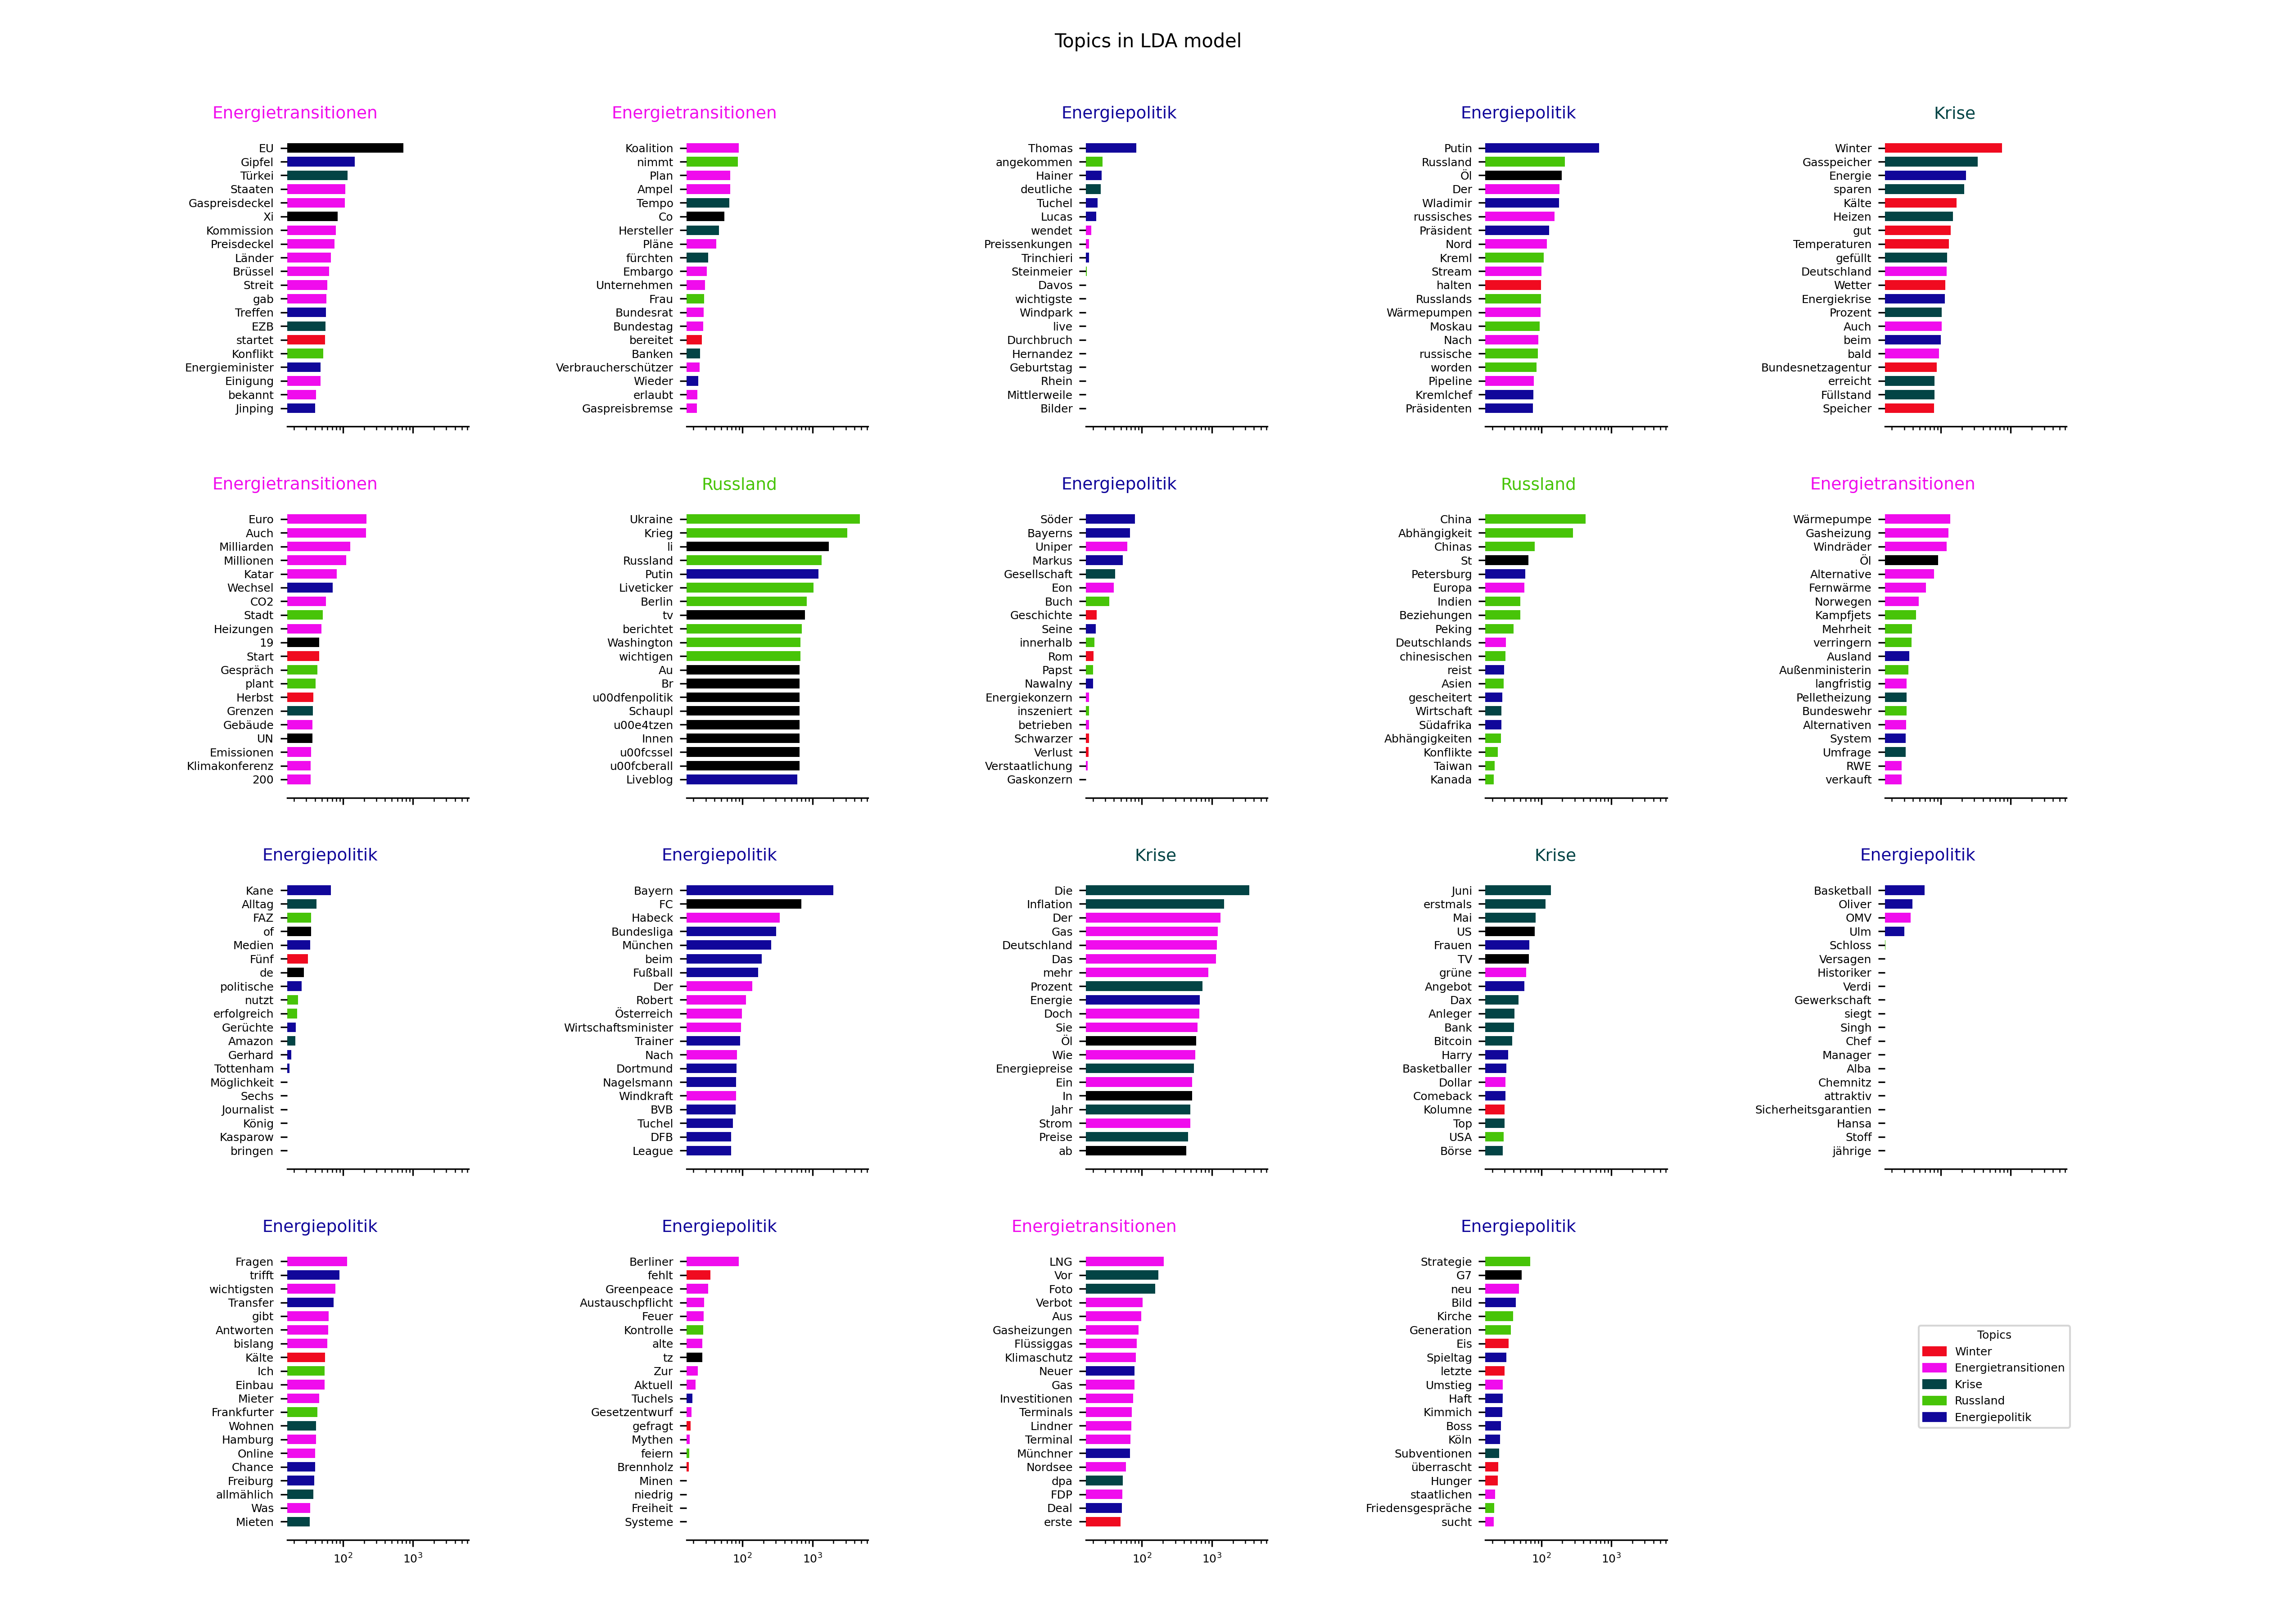 Topics in LDA model
Energietransitionen
EU
Gipfel
Türkei
Staaten
Gaspreisdeckel
Xi
Kommission
Preisdeckel
Länder
Brüssel
Streit
gab
Treffen
EZB
startet
Konflikt
Energieminister
Einigung
bekannt
Jinping
Energietransitionen
Koalition
nimmt
Plan
Ampel
Tempo
Co
Hersteller
Pläne
fürchten
Embargo
Unternehmen
Frau
Bundesrat
Bundestag
bereitet
Banken
Verbraucherschützer
Wieder
erlaubt
Gaspreisbremse
Energiepolitik
Thomas
angekommen
Hainer
deutliche
Tuchel
Lucas
wendet
Preissenkungen
Trinchieri
Steinmeier
Davos
wichtigste
Windpark
live
Durchbruch
Hernandez
Geburtstag
Rhein
Mittlerweile
Bilder
Energiepolitik
Putin
Russland
Öl
Der
Wladimir
russisches
Präsident
Nord
Kreml
Stream
halten
Russlands
Wärmepumpen
Moskau
Nach
russische
worden
Pipeline
Kremlchef
Präsidenten
Krise
Winter
Gasspeicher
Energie
sparen
Kälte
Heizen
gut
Temperaturen
gefüllt
Deutschland
Wetter
Energiekrise
Prozent
Auch
beim
bald
Bundesnetzagentur
erreicht
Füllstand
Speicher
Energietransitionen
Euro
Auch
Milliarden
Millionen
Katar
Wechsel
CO2
Stadt
Heizungen
19
Start
Gespräch
plant
Herbst
Grenzen
Gebäude
UN
Emissionen
Klimakonferenz
200
Russland
Ukraine
Krieg
li
Russland
Putin
Liveticker
Berlin
tv
berichtet
Washington
wichtigen
Au
Br
u00dfenpolitik
Schaupl
u00e4tzen
Innen
u00fcssel
u00fcberall
Liveblog
Energiepolitik
Söder
Bayerns
Uniper
Markus
Gesellschaft
Eon
Buch
Geschichte
Seine
innerhalb
Rom
Papst
Nawalny
Energiekonzern
inszeniert
betrieben
Schwarzer
Verlust
Verstaatlichung
Gaskonzern
Russland
China
Abhängigkeit
Chinas
St
Petersburg
Europa
Indien
Beziehungen
Peking
Deutschlands
chinesischen
reist
Asien
gescheitert
Wirtschaft
Südafrika
Abhängigkeiten
Konflikte
Taiwan
Kanada
Energietransitionen
Wärmepumpe
Gasheizung
Windräder
Öl
Alternative
Fernwärme
Norwegen
Kampfjets
Mehrheit
verringern
Ausland
Außenministerin
langfristig
Pelletheizung
Bundeswehr
Alternativen
System
Umfrage
RWE
verkauft
Energiepolitik
Kane
Alltag
FAZ
of
Medien
Fünf
de
politische
nutzt
erfolgreich
Gerüchte
Amazon
Gerhard
Tottenham
Möglichkeit
Sechs
Journalist
König
Kasparow
bringen
Energiepolitik
Bayern
FC
Habeck
Bundesliga
München
beim
Fußball
Der
Robert
Österreich
Wirtschaftsminister
Trainer
Nach
Dortmund
Nagelsmann
Windkraft
BVB
Tuchel
DFB
League
Krise
Die
Inflation
Der
Gas
Deutschland
Das
mehr
Prozent
Energie
Doch
Sie
Öl
Wie
Energiepreise
Ein
In
Jahr
Strom
Preise
ab
Krise
Juni
erstmals
Mai
US
Frauen
TV
grüne
Angebot
Dax
Anleger
Bank
Bitcoin
Harry
Basketballer
Dollar
Comeback
Kolumne
Top
USA
Börse
Energiepolitik
Basketball
Oliver
OMV
Ulm
Schloss
Versagen
Historiker
Verdi
Gewerkschaft
siegt
Singh
Chef
Manager
Alba
Chemnitz
attraktiv
Sicherheitsgarantien
Hansa
Stoff
jährige
Energiepolitik
Fragen
trifft
wichtigsten
Transfer
gibt
Antworten
bislang
Kälte
Ich
Einbau
Mieter
Frankfurter
Wohnen
Hamburg
Online
Chance
Freiburg
allmählich
Was
Mieten
10² 10³
Energiepolitik
Berliner
fehlt
Greenpeace
Austauschpflicht
Feuer
Kontrolle
alte
tz
Zur
Aktuell
Tuchels
Gesetzentwurf
gefragt
Mythen
feiern
Brennholz
Minen
niedrig
Freiheit
Systeme
10² 10³
Energietransitionen
LNG
Vor
Foto
Verbot
Aus
Gasheizungen
Flüssiggas
Klimaschutz
Neuer
Gas
Investitionen
Terminals
Lindner
Terminal
Münchner
Nordsee
dpa
FDP
Deal
erste
10² 10³
Energiepolitik
Strategie
G7
neu
Bild
Kirche
Generation
Eis
Spieltag
letzte
Umstieg
Haft
Kimmich
Boss
Köln
Subventionen
überrascht
Hunger
staatlichen
Friedensgespräche
sucht
10² 10³
Topics
Winter
Energietransitionen
Krise
Russland
Energiepolitik